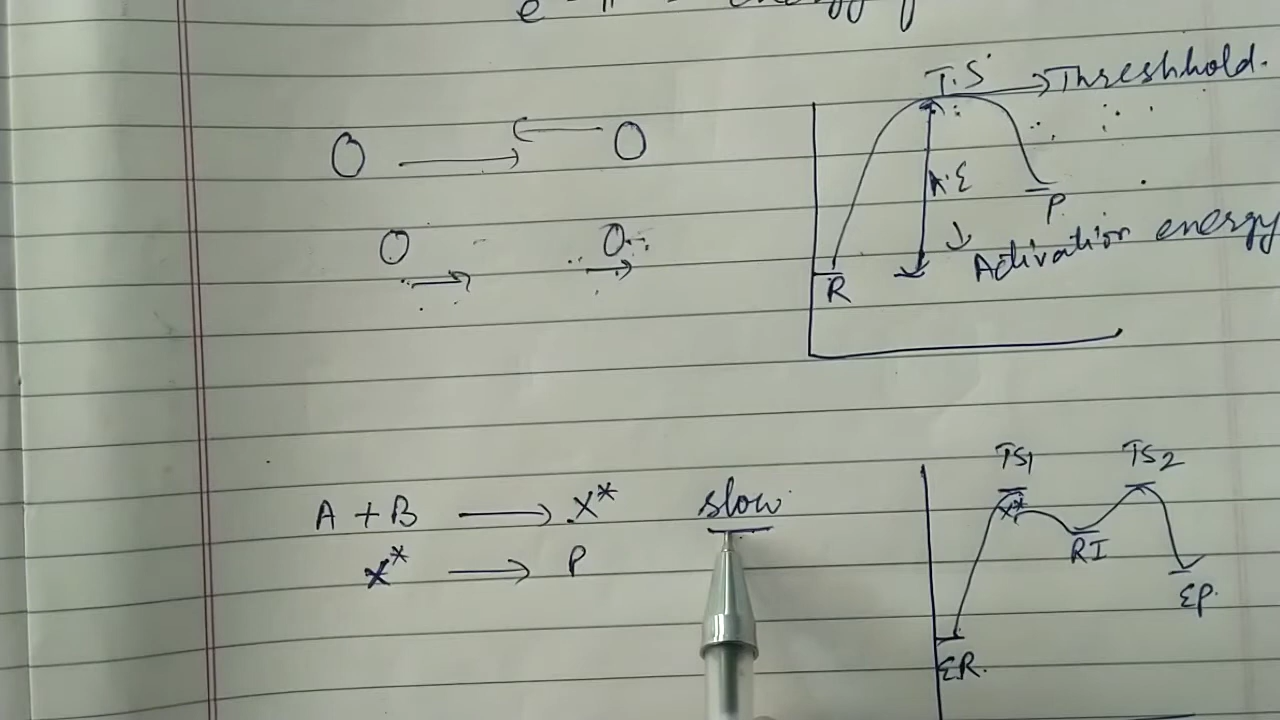 T.S → Threshhold.
A.E
P
↓ Activation energy
R
A + B → X* slow
X* → P
TS1 TS2
X*
RI
EP.
ER.